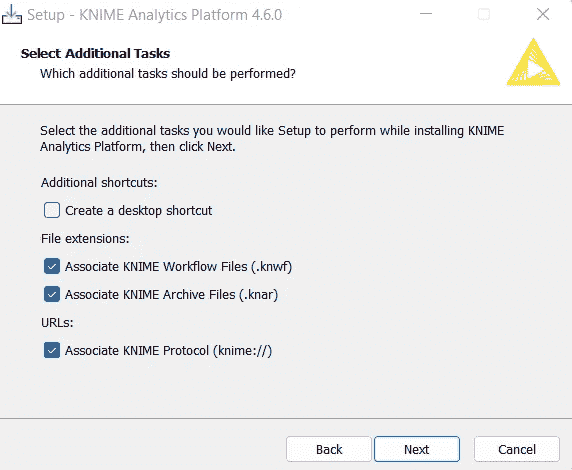 Setup - KNIME Analytics Platform 4.6.0
Select Additional Tasks
Which additional tasks should be performed?
Select the additional tasks you would like Setup to perform while installing KNIME
Analytics Platform, then click Next.
Additional shortcuts:
Create a desktop shortcut
File extensions:
Associate KNIME Workflow Files (.knwf)
Associate KNIME Archive Files (.knar)
URLs:
Associate KNIME Protocol (knime://)
Back Next Cancel